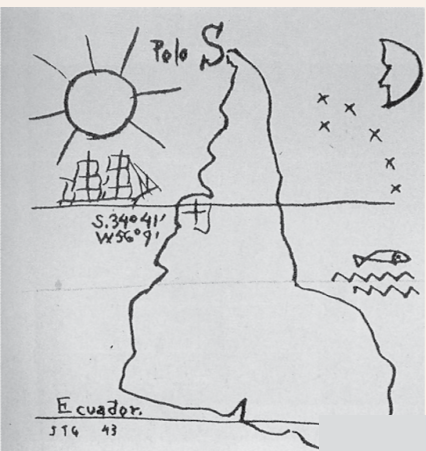 Polo S.
S.34°41'
W56°9'
Ecuador.
JTG 43